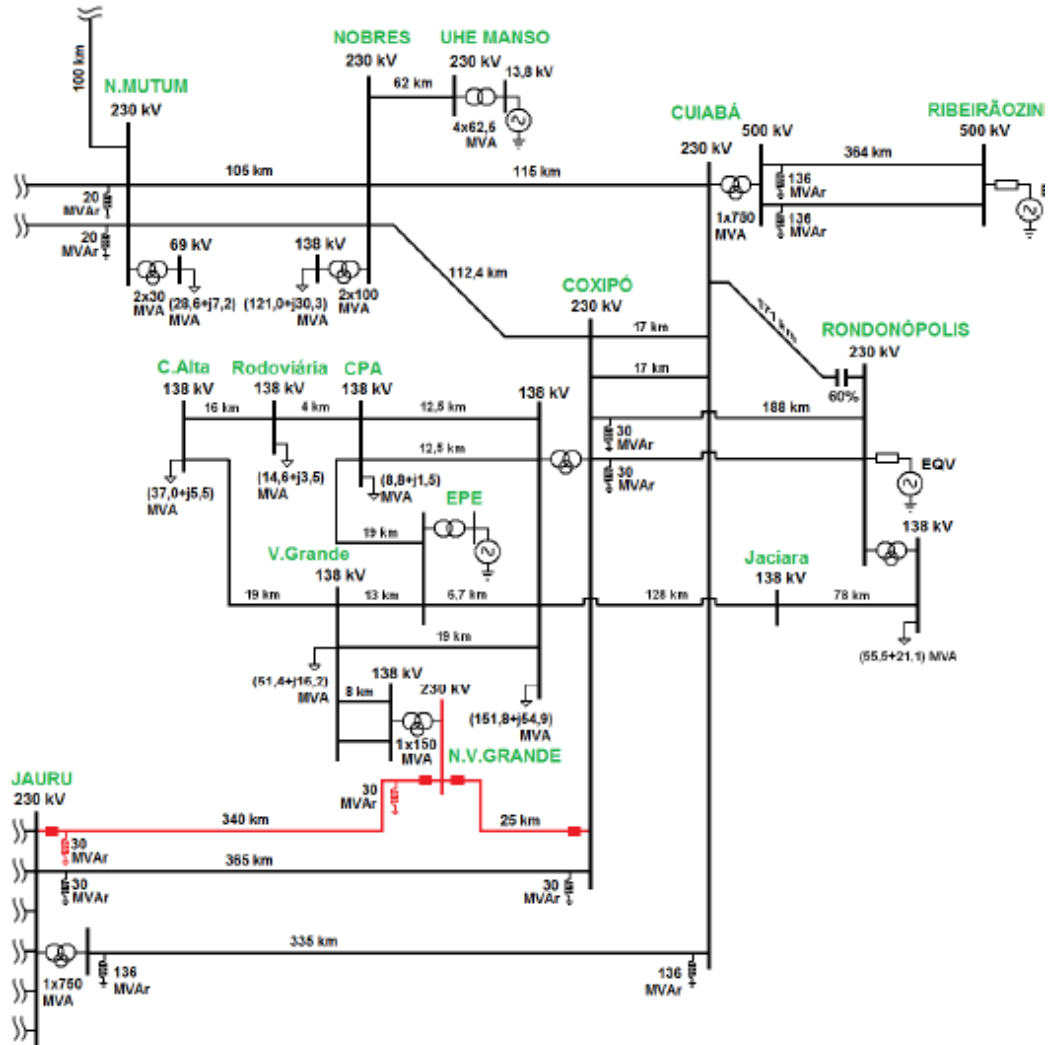 100 km
N.MUTUM
230 kV
NOBRES
230 kV
UHE MANSO
230 kV
13,8 kV
62 km
4x62,5
MVA
CUIABÁ
230 kV
500 kV
RIBEIRÃOZIN
500 kV
364 km
136
MVAr
136
MVAr
1x750
MVA
105 km
115 km
20
MVAr
20
MVAr
69 kV
2x30
MVA
(28,6+j7,2)
MVA
138 kV
(121,0+j30,3)
MVA
2x100
MVA
112,4 km
COXIPÓ
230 kV
17 km
17 km
RONDONÓPOLIS
230 kV
60%
188 km
30
MVAr
30
MVAr
EQV
C.Alta
138 kV
Rodoviária
138 kV
CPA
138 kV
138 kV
16 km
4 km
12,5 km
12,5 km
(37,0+j5,5)
MVA
(14,6+j3,5)
MVA
(8,8+j1,5)
MVA
EPE
19 km
V.Grande
138 kV
19 km
13 km
6,7 km
128 km
Jaciara
138 kV
78 km
138 kV
(55,5+21,1) MVA
19 km
(51,4+j16,2)
MVA
8 km
138 kV
230 kV
1x150
MVA
(151,8+j54,9)
MVA
N.V.GRANDE
JAURU
230 kV
30
MVAr
340 km
25 km
30
MVAr
365 km
30
MVAr
30
MVAr
335 km
1x750
MVA
136
MVAr
136
MVAr